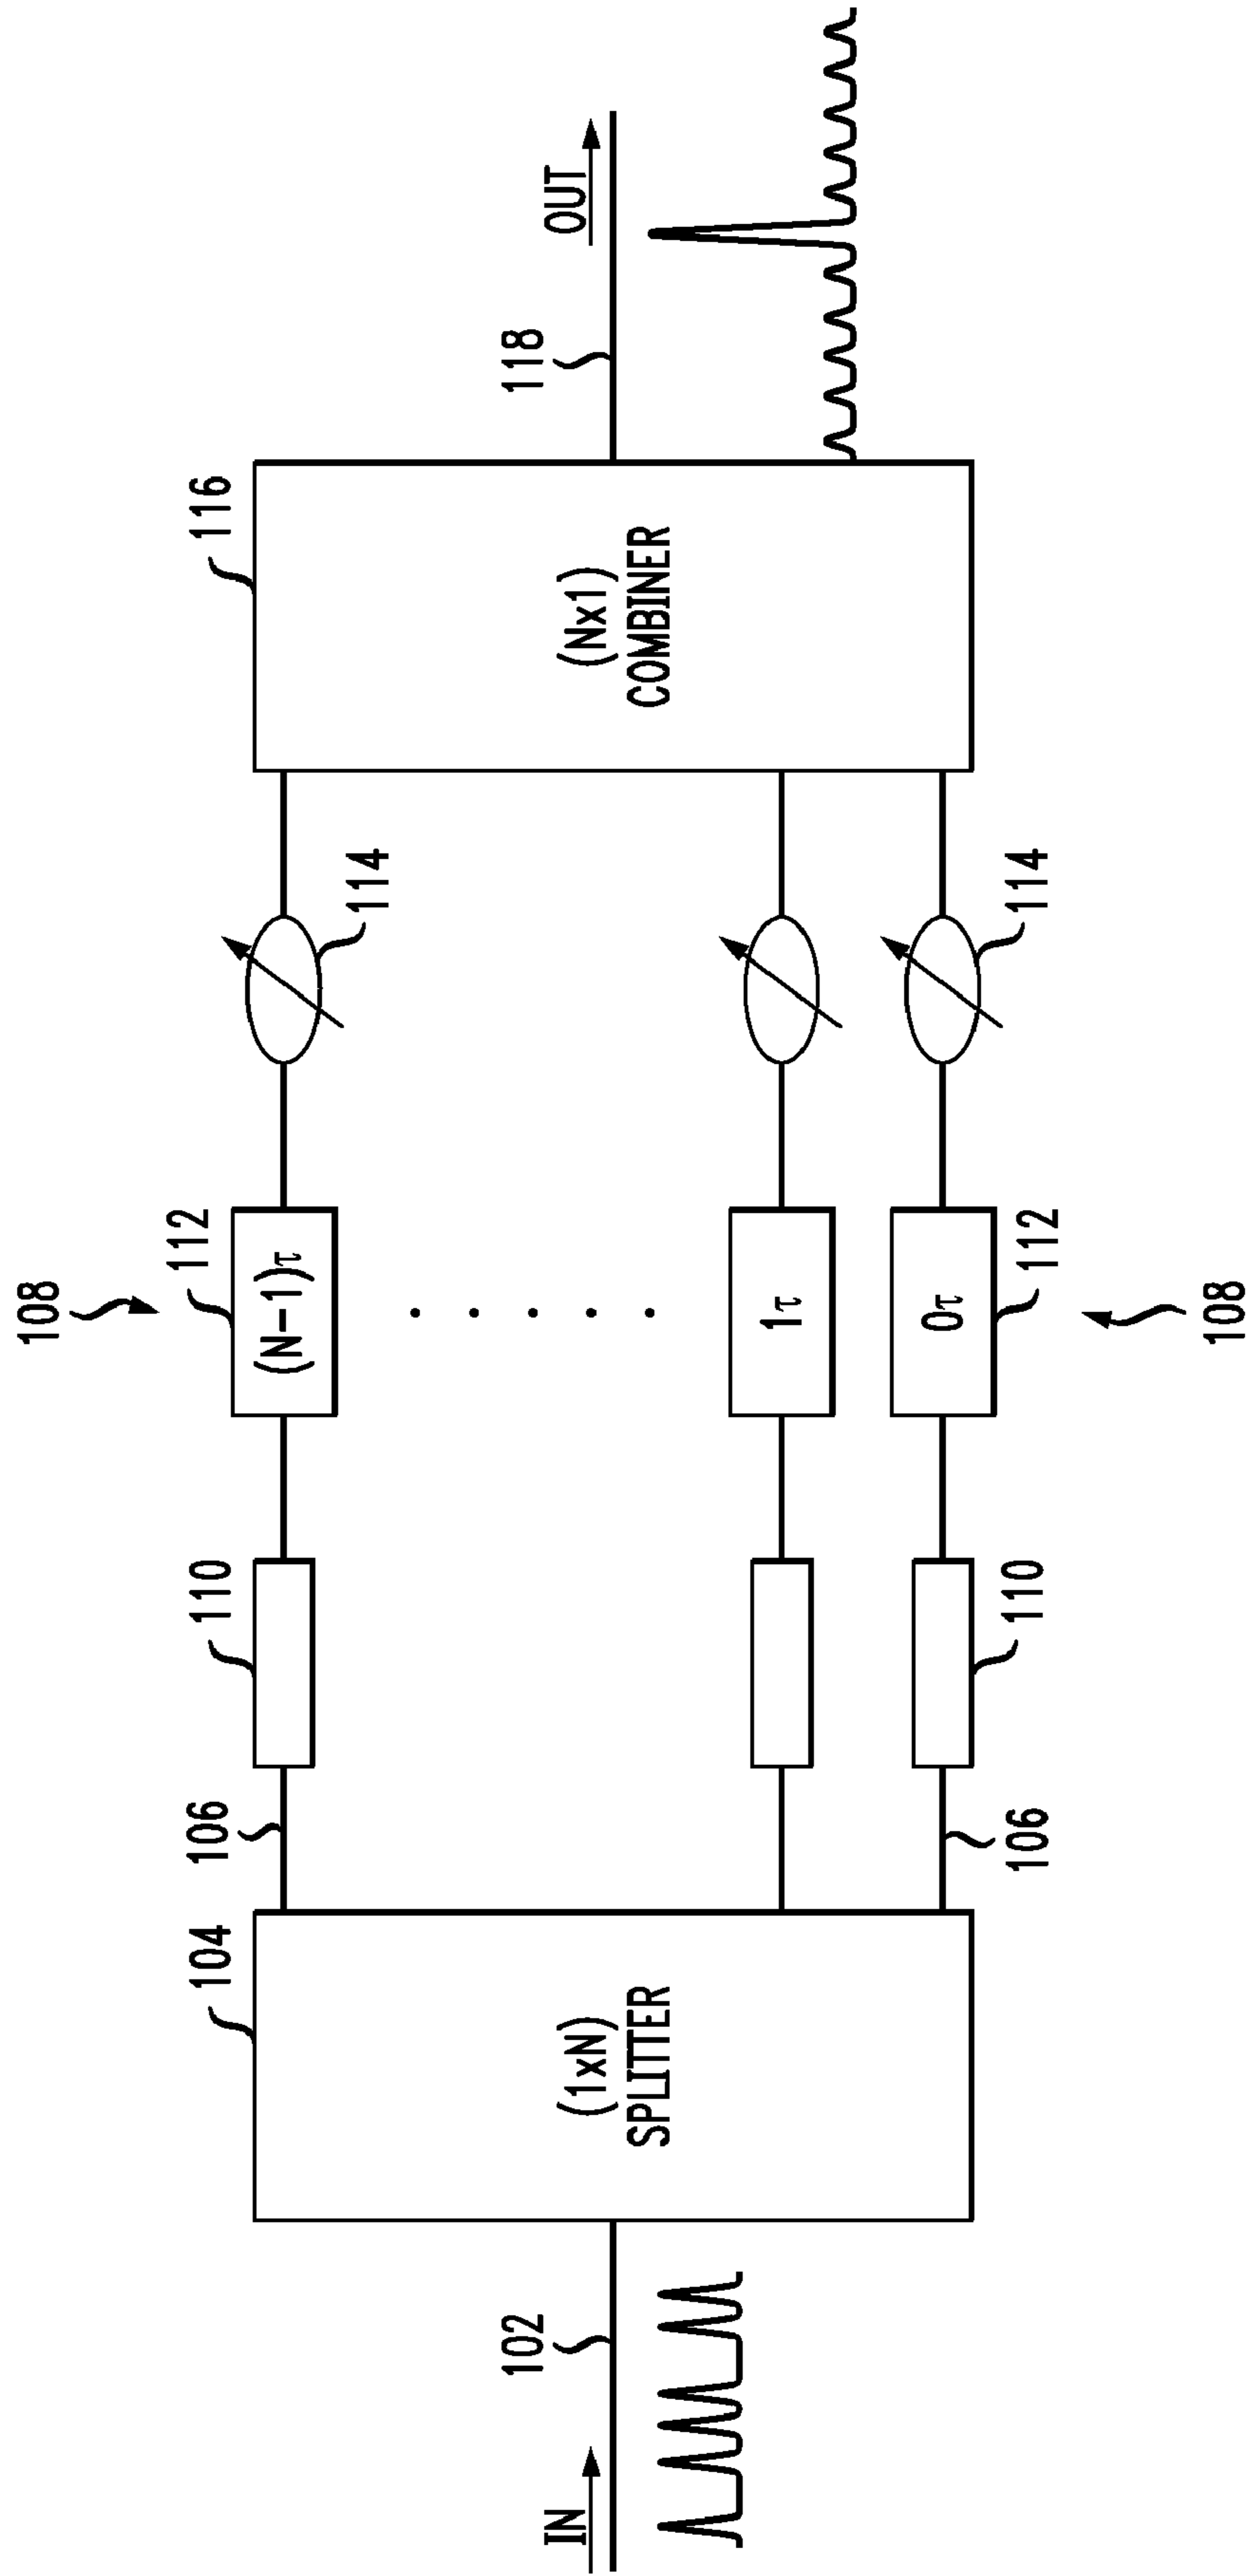 108
104
106
110
112
114
116
(N-1)τ
IN
102
(1xN)
SPLITTER
. . . . .
(Nx1)
COMBINER
118
OUT
1τ
0τ
106
110
112
114
108